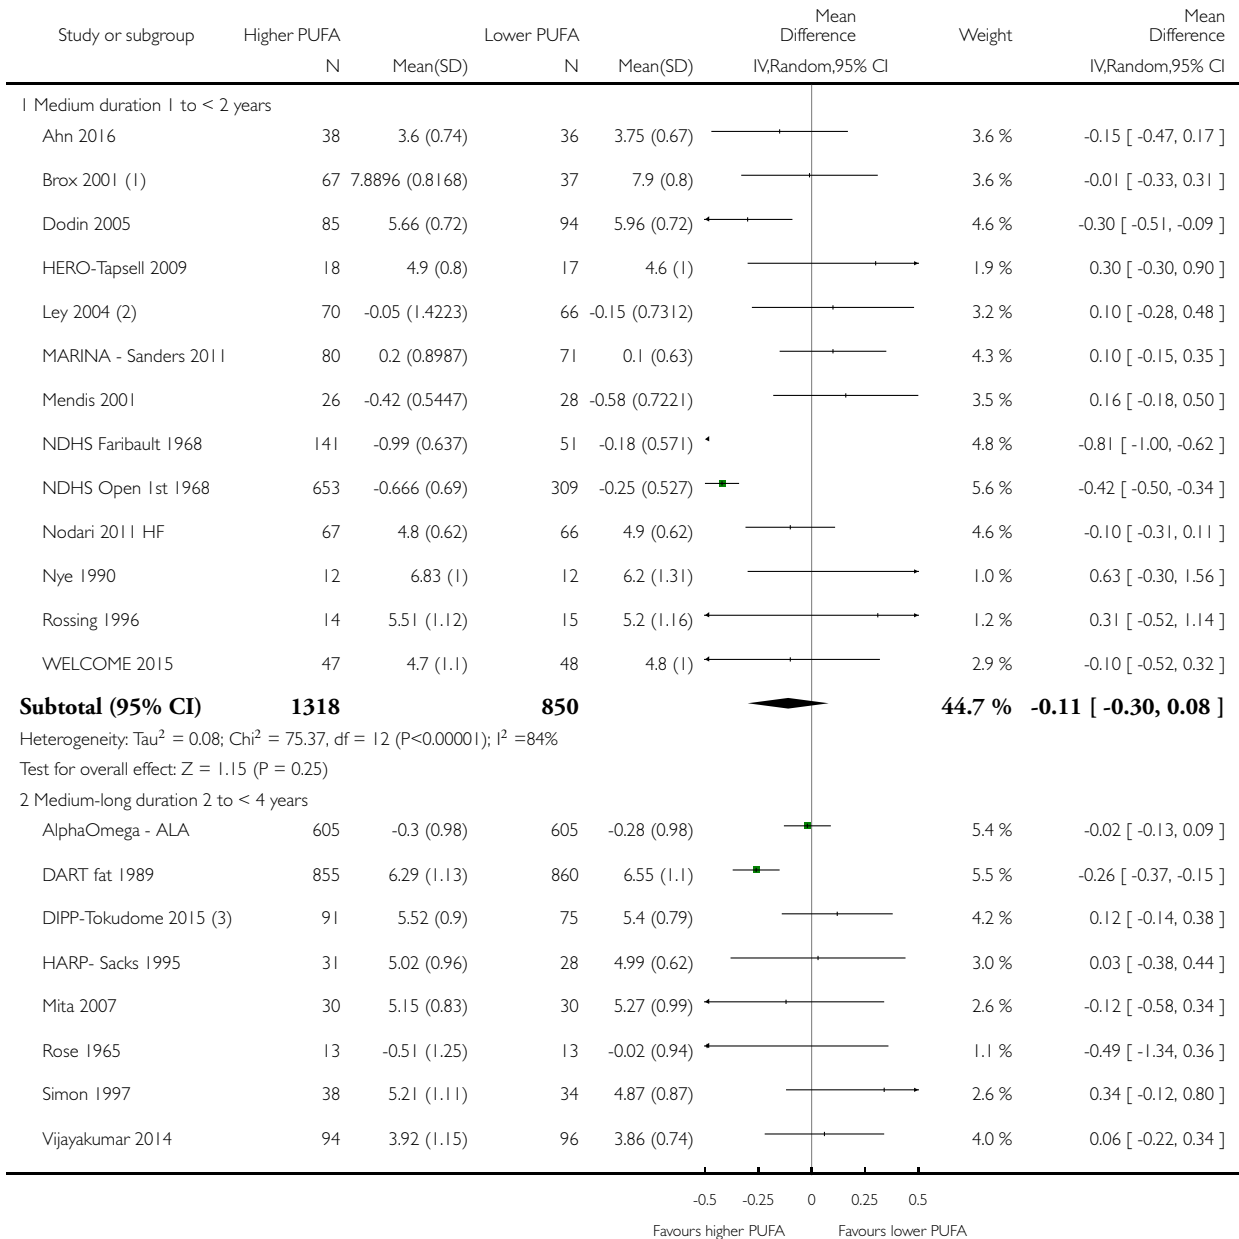 Study or subgroup Higher PUFA Lower PUFA Mean Difference Weight Mean Difference
N Mean(SD) N Mean(SD) IV,Random,95% CI IV,Random,95% CI
1 Medium duration 1 to < 2 years
Ahn 2016 38 3.6 (0.74) 36 3.75 (0.67) 3.6 % -0.15 [ -0.47, 0.17 ]
Brox 2001 (1) 67 7.8896 (0.8168) 37 7.9 (0.8) 3.6 % -0.01 [ -0.33, 0.31 ]
Dodin 2005 85 5.66 (0.72) 94 5.96 (0.72) 4.6 % -0.30 [ -0.51, -0.09 ]
HERO-Tapsell 2009 18 4.9 (0.8) 17 4.6 (1) 1.9 % 0.30 [ -0.30, 0.90 ]
Ley 2004 (2) 70 -0.05 (1.4223) 66 -0.15 (0.7312) 3.2 % 0.10 [ -0.28, 0.48 ]
MARINA - Sanders 2011 80 0.2 (0.8987) 71 0.1 (0.63) 4.3 % 0.10 [ -0.15, 0.35 ]
Mendis 2001 26 -0.42 (0.5447) 28 -0.58 (0.7221) 3.5 % 0.16 [ -0.18, 0.50 ]
NDHS Faribault 1968 141 -0.99 (0.637) 51 -0.18 (0.571) 4.8 % -0.81 [ -1.00, -0.62 ]
NDHS Open 1st 1968 653 -0.666 (0.69) 309 -0.25 (0.527) 5.6 % -0.42 [ -0.50, -0.34 ]
Nodari 2011 HF 67 4.8 (0.62) 66 4.9 (0.62) 4.6 % -0.10 [ -0.31, 0.11 ]
Nye 1990 12 6.83 (1) 12 6.2 (1.31) 1.0 % 0.63 [ -0.30, 1.56 ]
Rossing 1996 14 5.51 (1.12) 15 5.2 (1.16) 1.2 % 0.31 [ -0.52, 1.14 ]
WELCOME 2015 47 4.7 (1.1) 48 4.8 (1) 2.9 % -0.10 [ -0.52, 0.32 ]
Subtotal (95% CI) 1318 850 44.7 % -0.11 [ -0.30, 0.08 ]
Heterogeneity: Tau² = 0.08; Chi² = 75.37, df = 12 (P<0.00001); I² =84%
Test for overall effect: Z = 1.15 (P = 0.25)
2 Medium-long duration 2 to < 4 years
AlphaOmega - ALA 605 -0.3 (0.98) 605 -0.28 (0.98) 5.4 % -0.02 [ -0.13, 0.09 ]
DART fat 1989 855 6.29 (1.13) 860 6.55 (1.1) 5.5 % -0.26 [ -0.37, -0.15 ]
DIPP-Tokudome 2015 (3) 91 5.52 (0.9) 75 5.4 (0.79) 4.2 % 0.12 [ -0.14, 0.38 ]
HARP- Sacks 1995 31 5.02 (0.96) 28 4.99 (0.62) 3.0 % 0.03 [ -0.38, 0.44 ]
Mita 2007 30 5.15 (0.83) 30 5.27 (0.99) 2.6 % -0.12 [ -0.58, 0.34 ]
Rose 1965 13 -0.51 (1.25) 13 -0.02 (0.94) 1.1 % -0.49 [ -1.34, 0.36 ]
Simon 1997 38 5.21 (1.11) 34 4.87 (0.87) 2.6 % 0.34 [ -0.12, 0.80 ]
Vijayakumar 2014 94 3.92 (1.15) 96 3.86 (0.74) 4.0 % 0.06 [ -0.22, 0.34 ]
-0.5 -0.25 0 0.25 0.5
Favours higher PUFA Favours lower PUFA